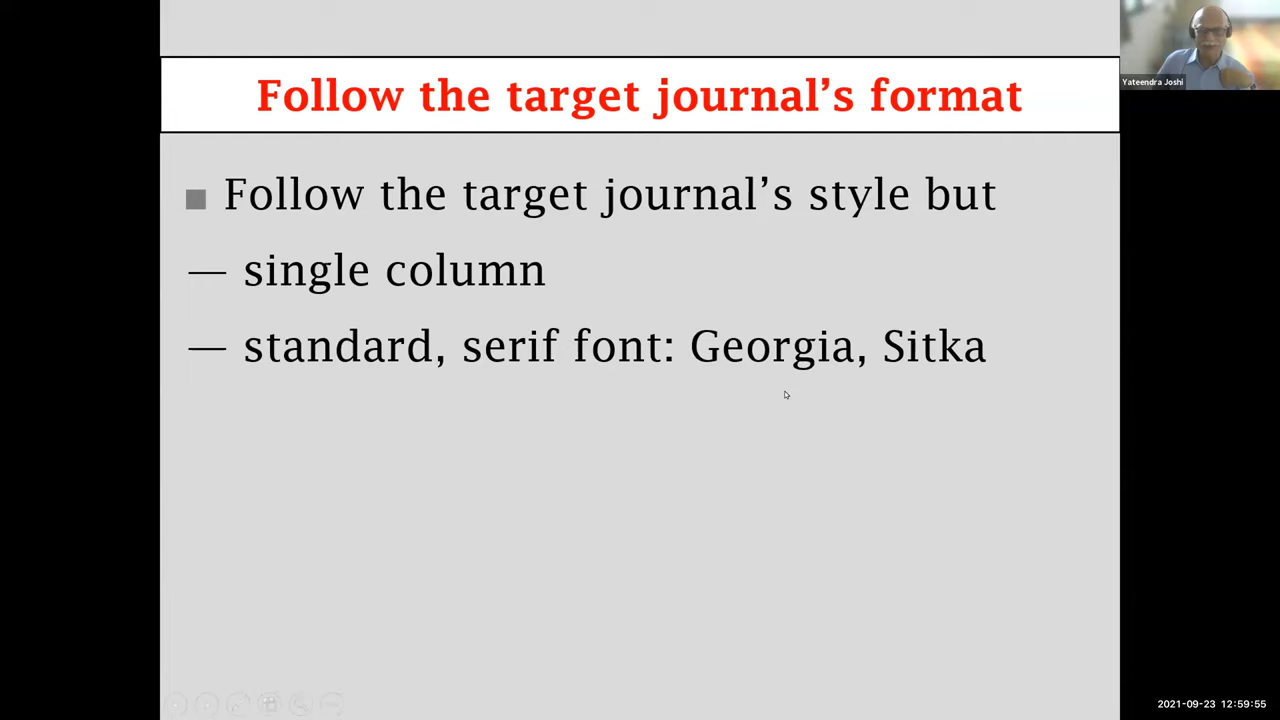 Follow the target journal's format
Yateendra Joshi
Follow the target journal's style but
— single column
— standard, serif font: Georgia, Sitka
2021-09-23 12:59:55